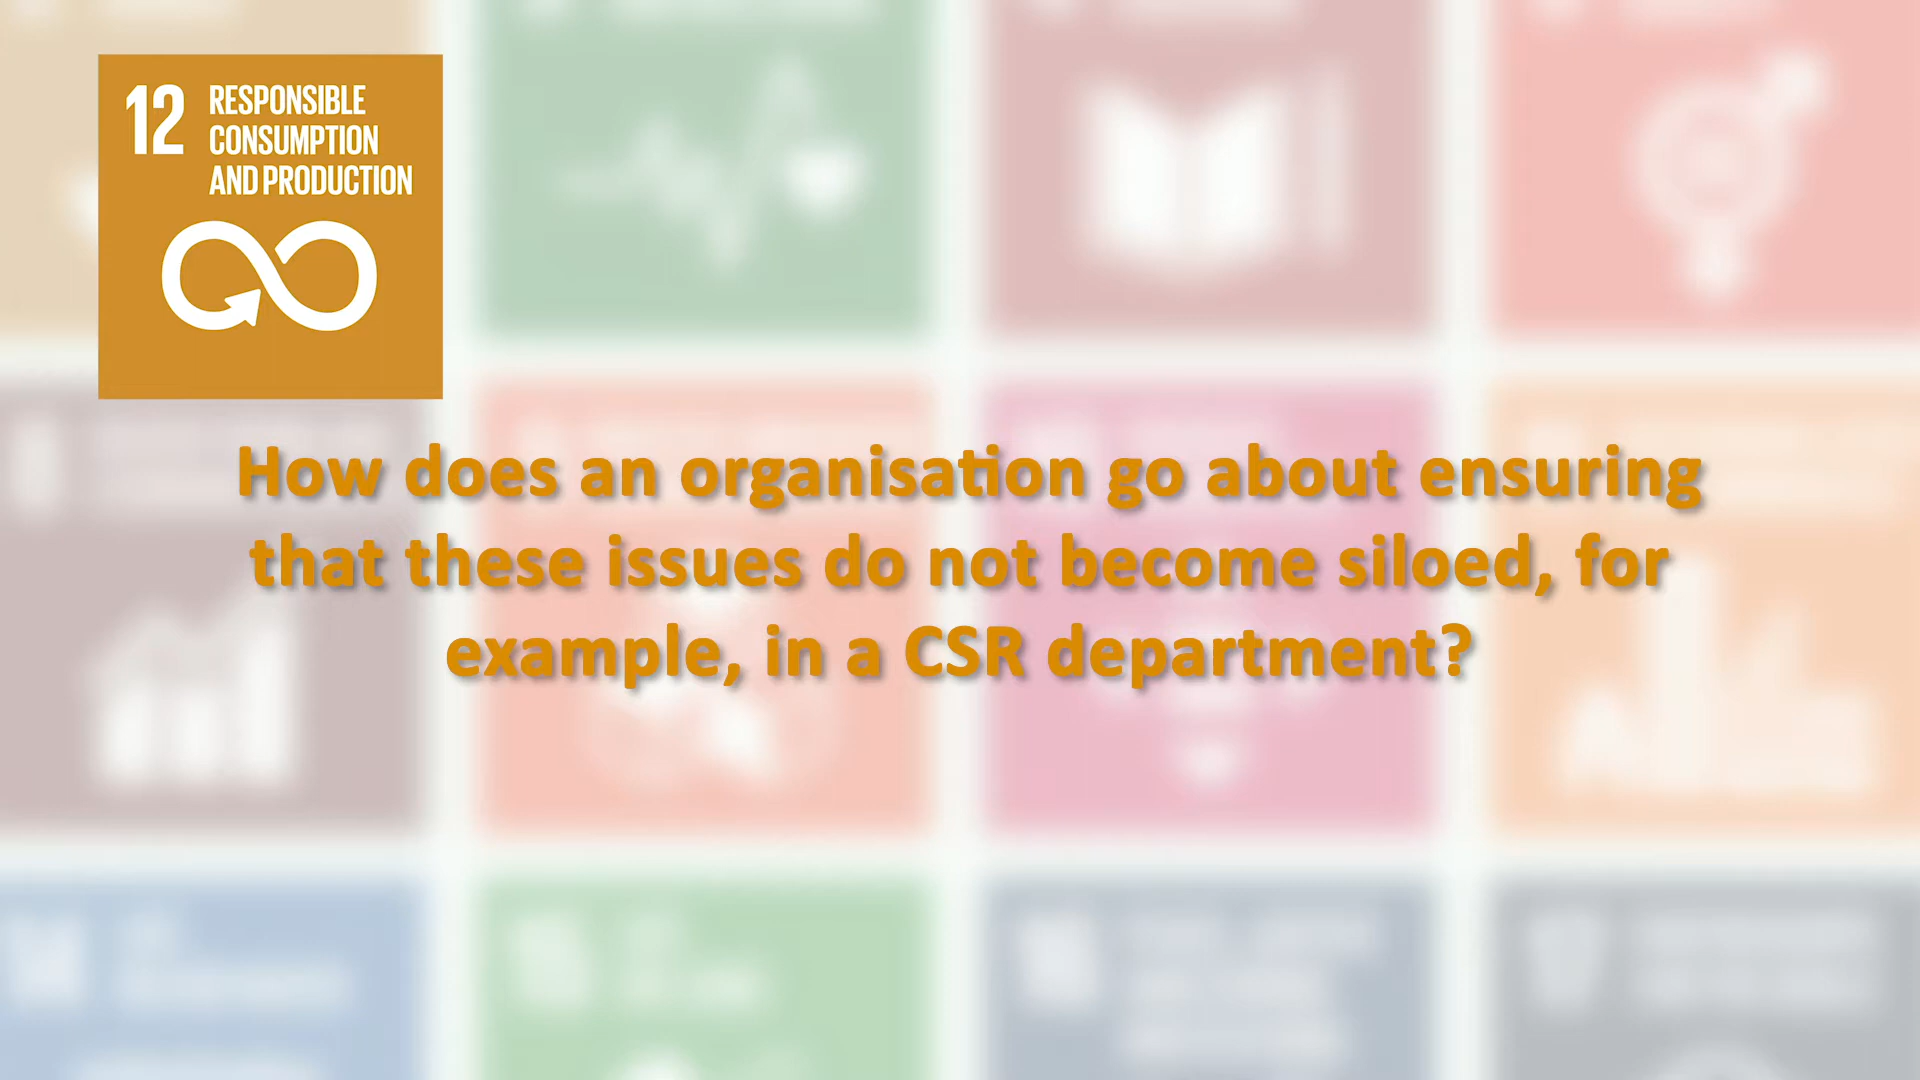 12 RESPONSIBLE
CONSUMPTION
AND PRODUCTION
How does an organisation go about ensuring
that these issues do not become siloed, for
example, in a CSR department?